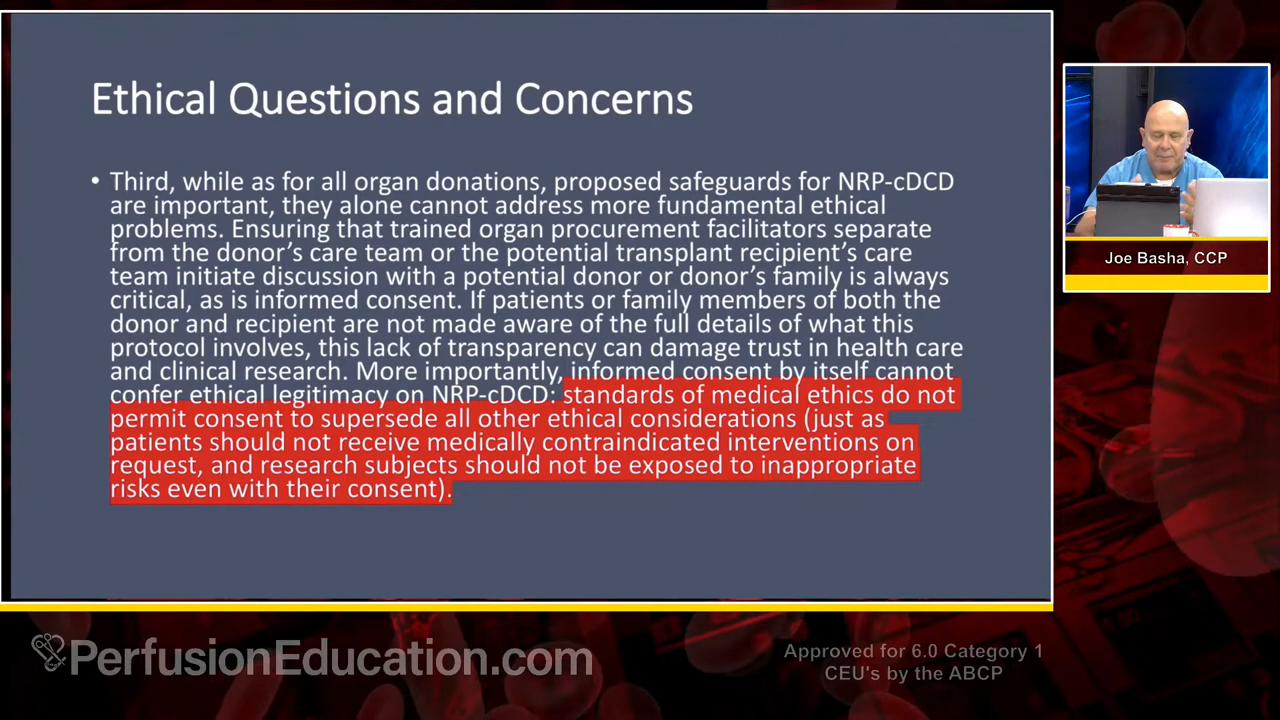 Ethical Questions and Concerns
• Third, while as for all organ donations, proposed safeguards for NRP-cDCD
are important, they alone cannot address more fundamental ethical
problems. Ensuring that trained organ procurement facilitators separate
from the donor's care team or the potential transplant recipient's care
team initiate discussion with a potential donor or donor's family is always
critical, as is informed consent. If patients or family members of both the
donor and recipient are not made aware of the full details of what this
protocol involves, this lack of transparency can damage trust in health care
and clinical research. More importantly, informed consent by itself cannot
confer ethical legitimacy on NRP-cDCD: standards of medical ethics do not
permit consent to supersede all other ethical considerations (just as
patients should not receive medically contraindicated interventions on
request, and research subjects should not be exposed to inappropriate
risks even with their consent).
Joe Basha, CCP
PerfusionEducation.com
Approved for 6.0 Category 1
CEU's by the ABCP